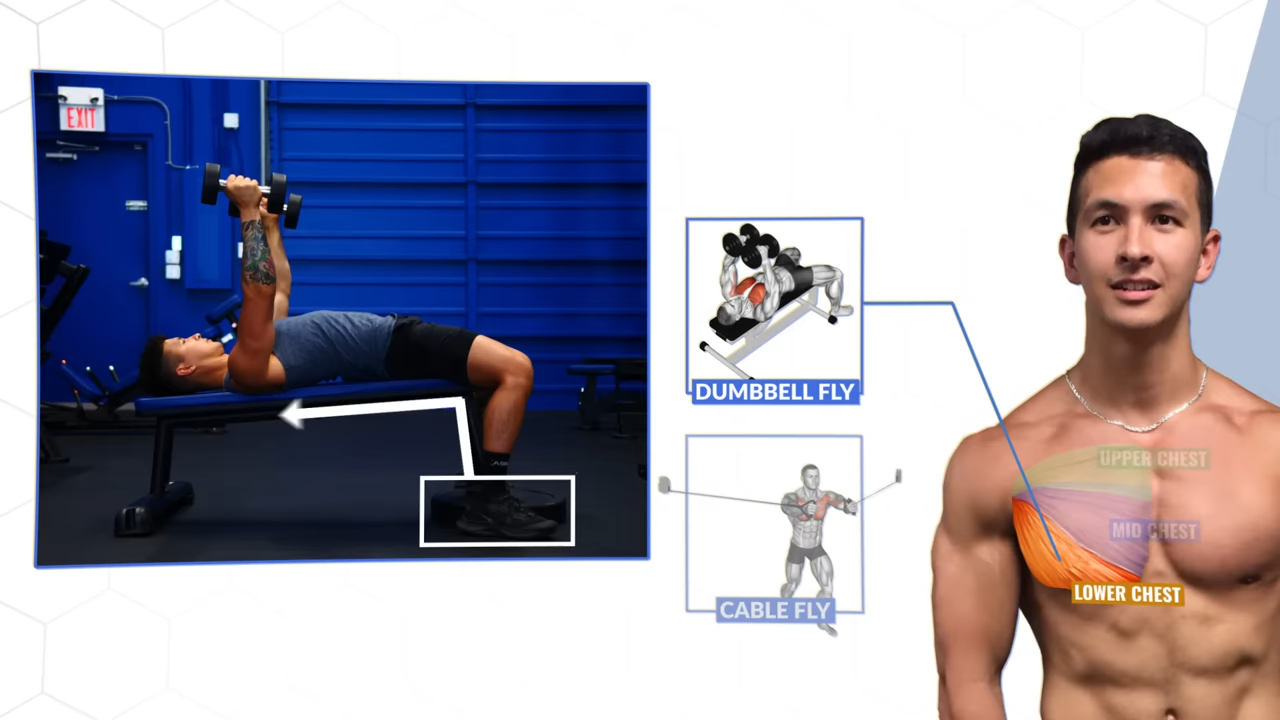 EXIT
DUMBBELL FLY
CABLE FLY
UPPER CHEST
MID CHEST
LOWER CHEST